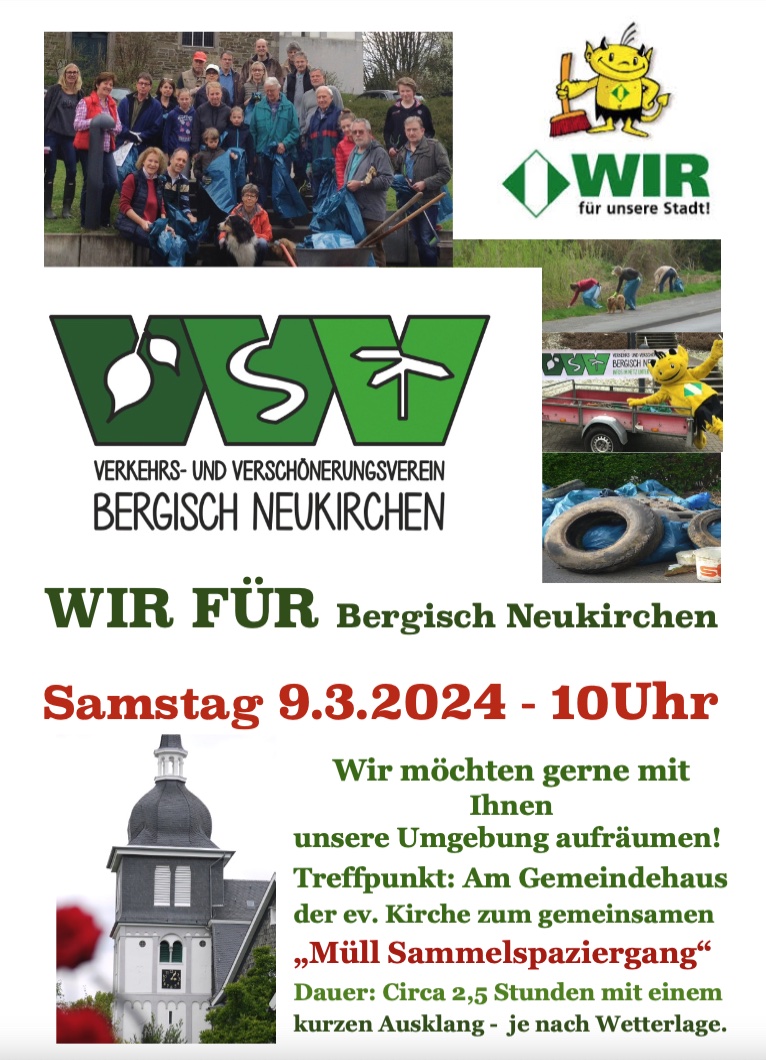 WIR
für unsere Stadt!
VERKEHRS- UND VERSCHÖNERUNGSVEREIN
BERGISCH NEUKIRCHEN
WIR FÜR Bergisch Neukirchen
Samstag 9.3.2024 - 10Uhr
Wir möchten gerne mit
Ihnen
unsere Umgebung aufräumen!
Treffpunkt: Am Gemeindehaus
der ev. Kirche zum gemeinsamen
„Müll Sammelspaziergang“
Dauer: Circa 2,5 Stunden mit einem
kurzen Ausklang - je nach Wetterlage.